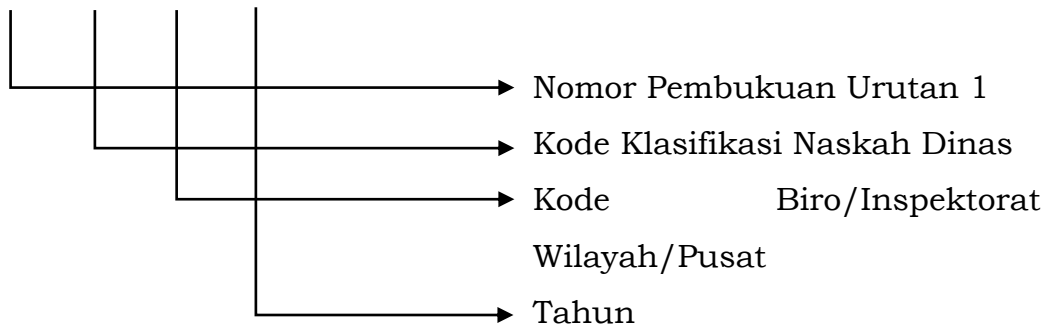 Nomor Pembukuan Urutan 1
Kode Klasifikasi Naskah Dinas
Kode Biro/Inspektorat
Wilayah/Pusat
Tahun